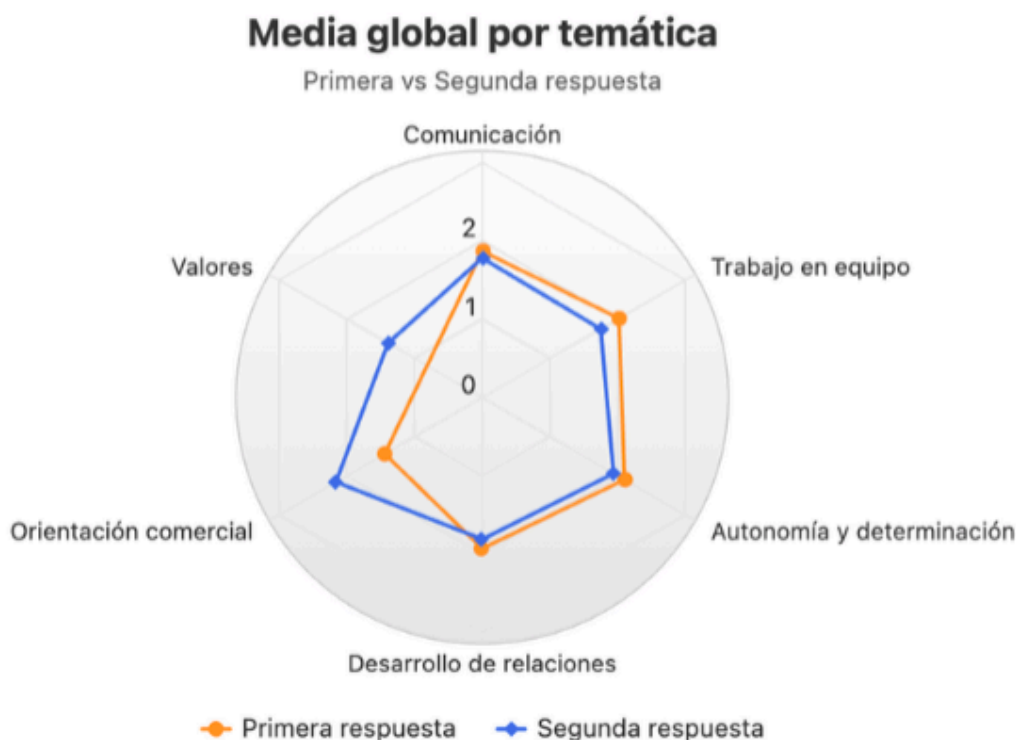 Media global por temática
Primera vs Segunda respuesta
Comunicación
2
Valores
Trabajo en equipo
1
0
Orientación comercial
Autonomía y determinación
Desarrollo de relaciones
Primera respuesta
Segunda respuesta